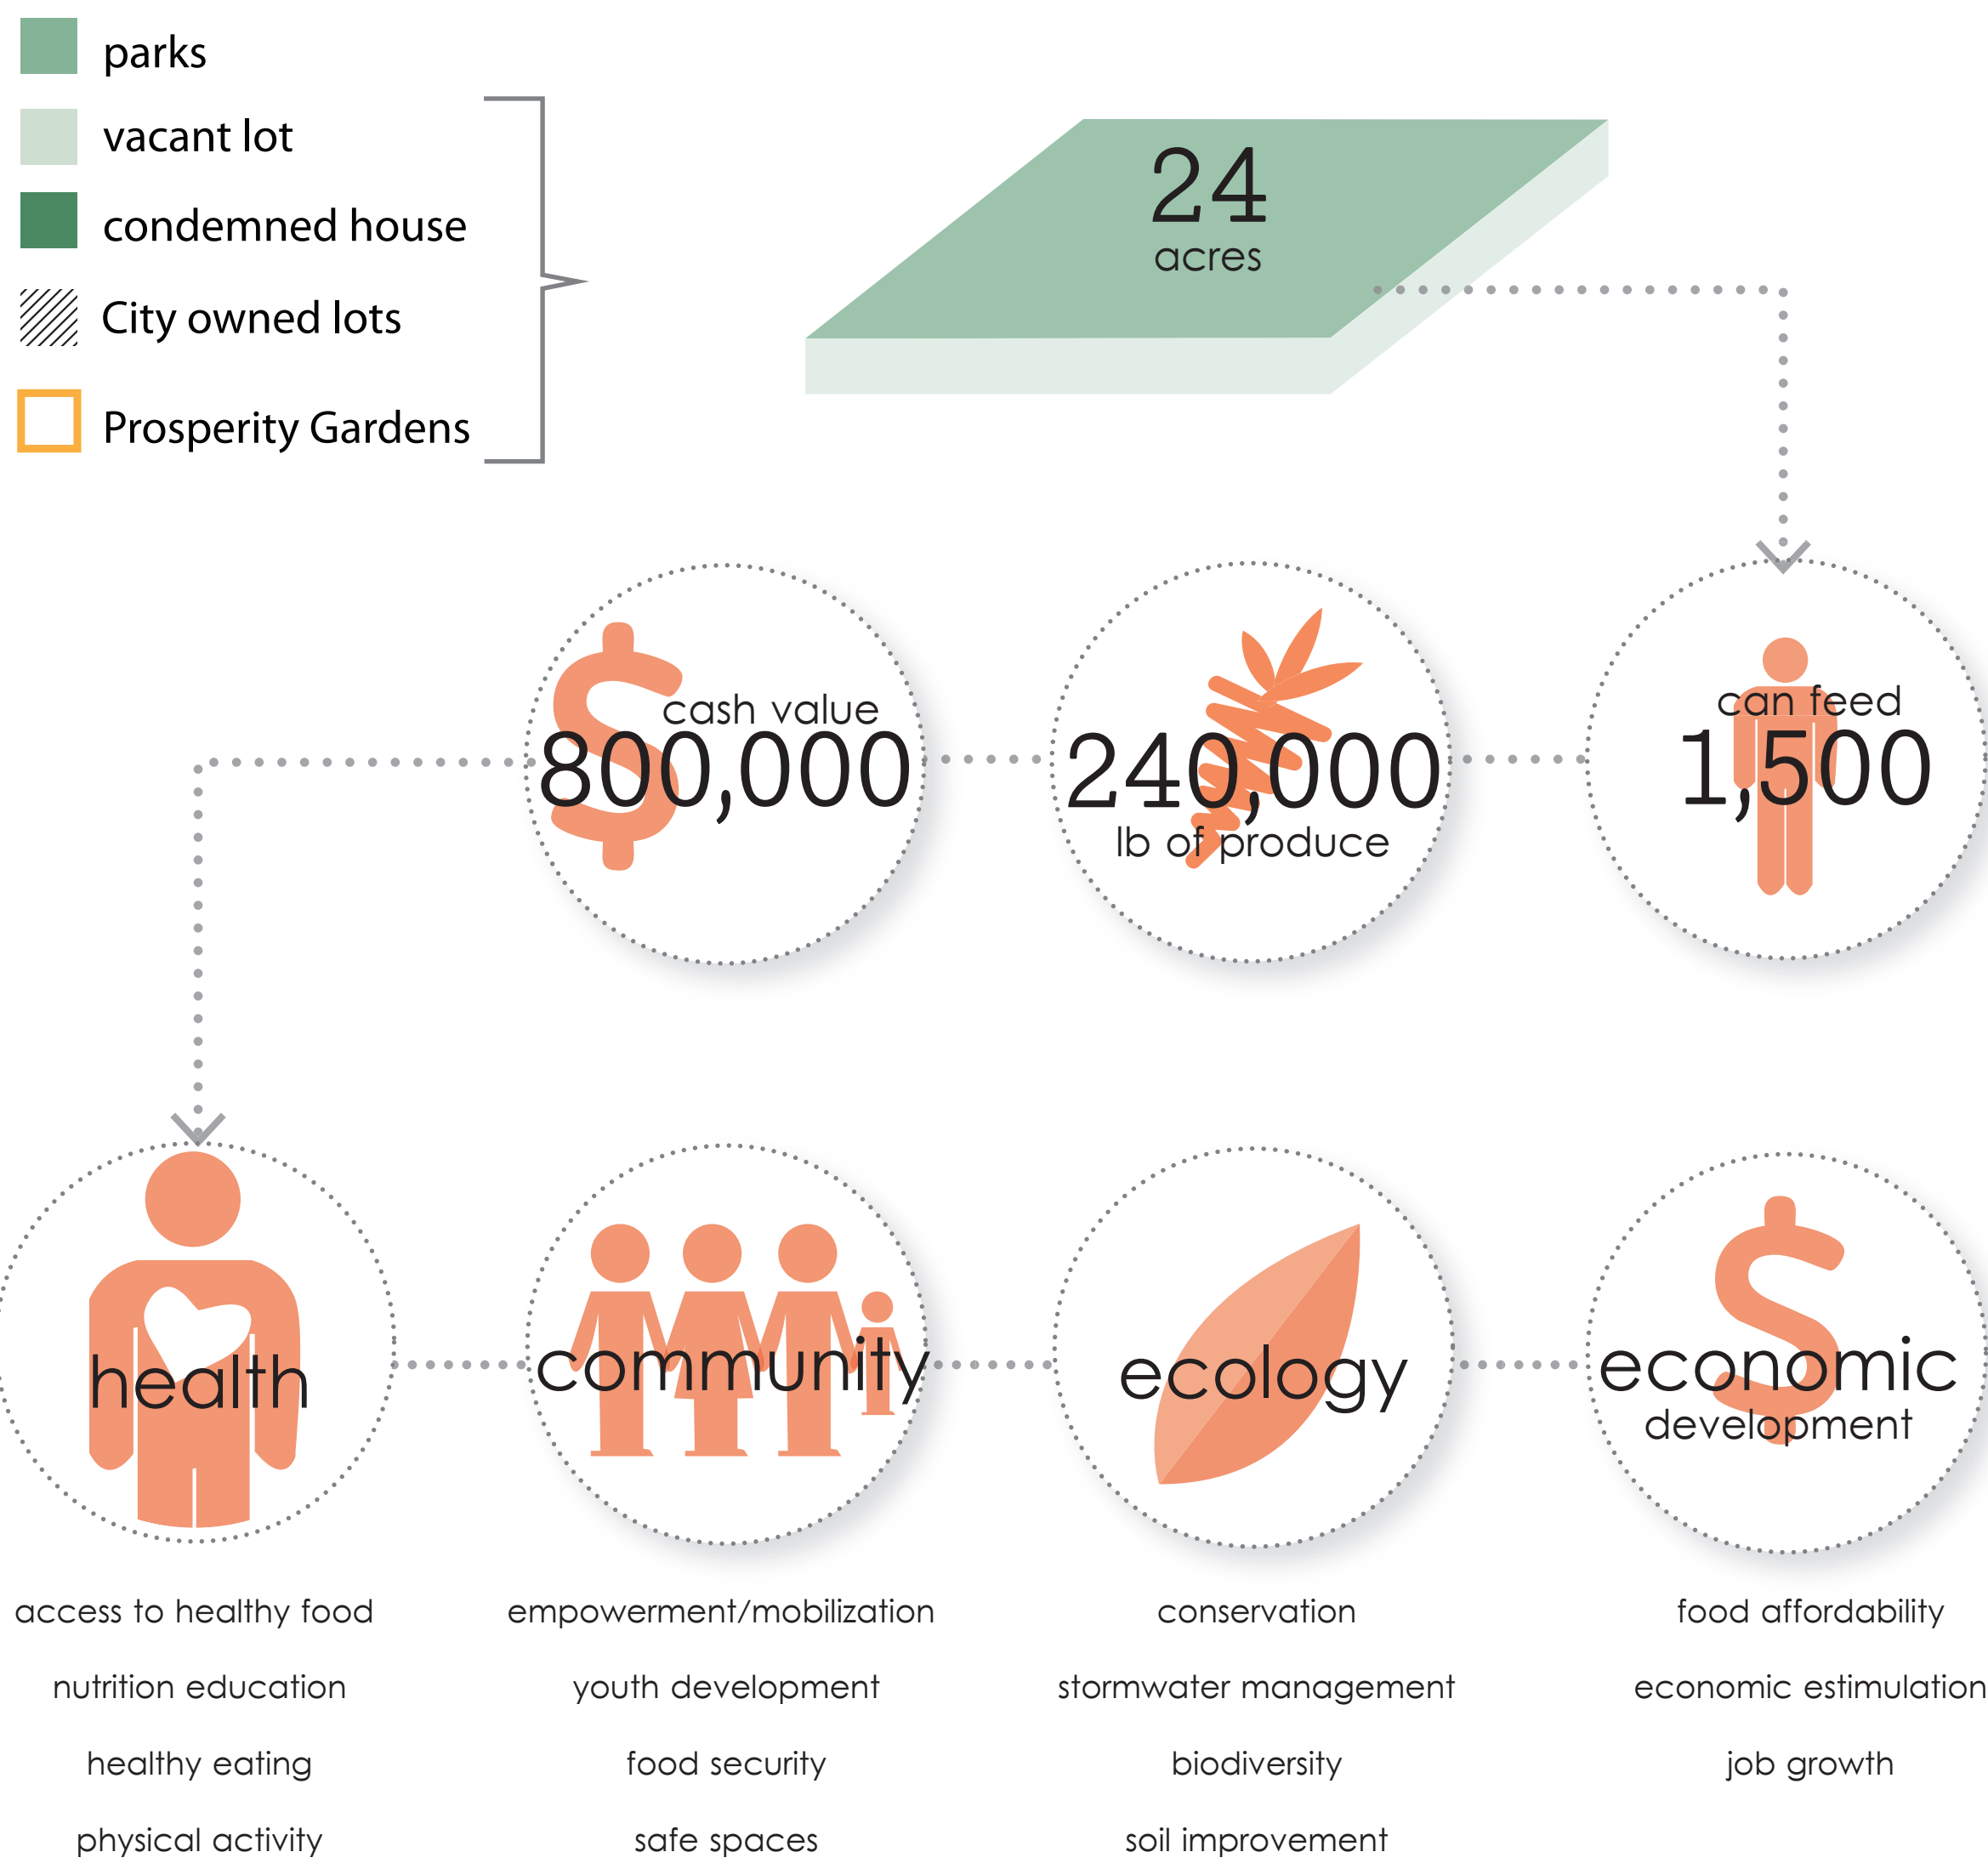 parks
vacant lot
condemned house
City owned lots
Prosperity Gardens
24
acres
cash value
800,000
240,000
lb of produce
can feed
1,500
health
community
ecology
economic
development
access to healthy food
nutrition education
healthy eating
physical activity
empowerment/mobilization
youth development
food security
safe spaces
conservation
stormwater management
biodiversity
soil improvement
food affordability
economic estimulation
job growth